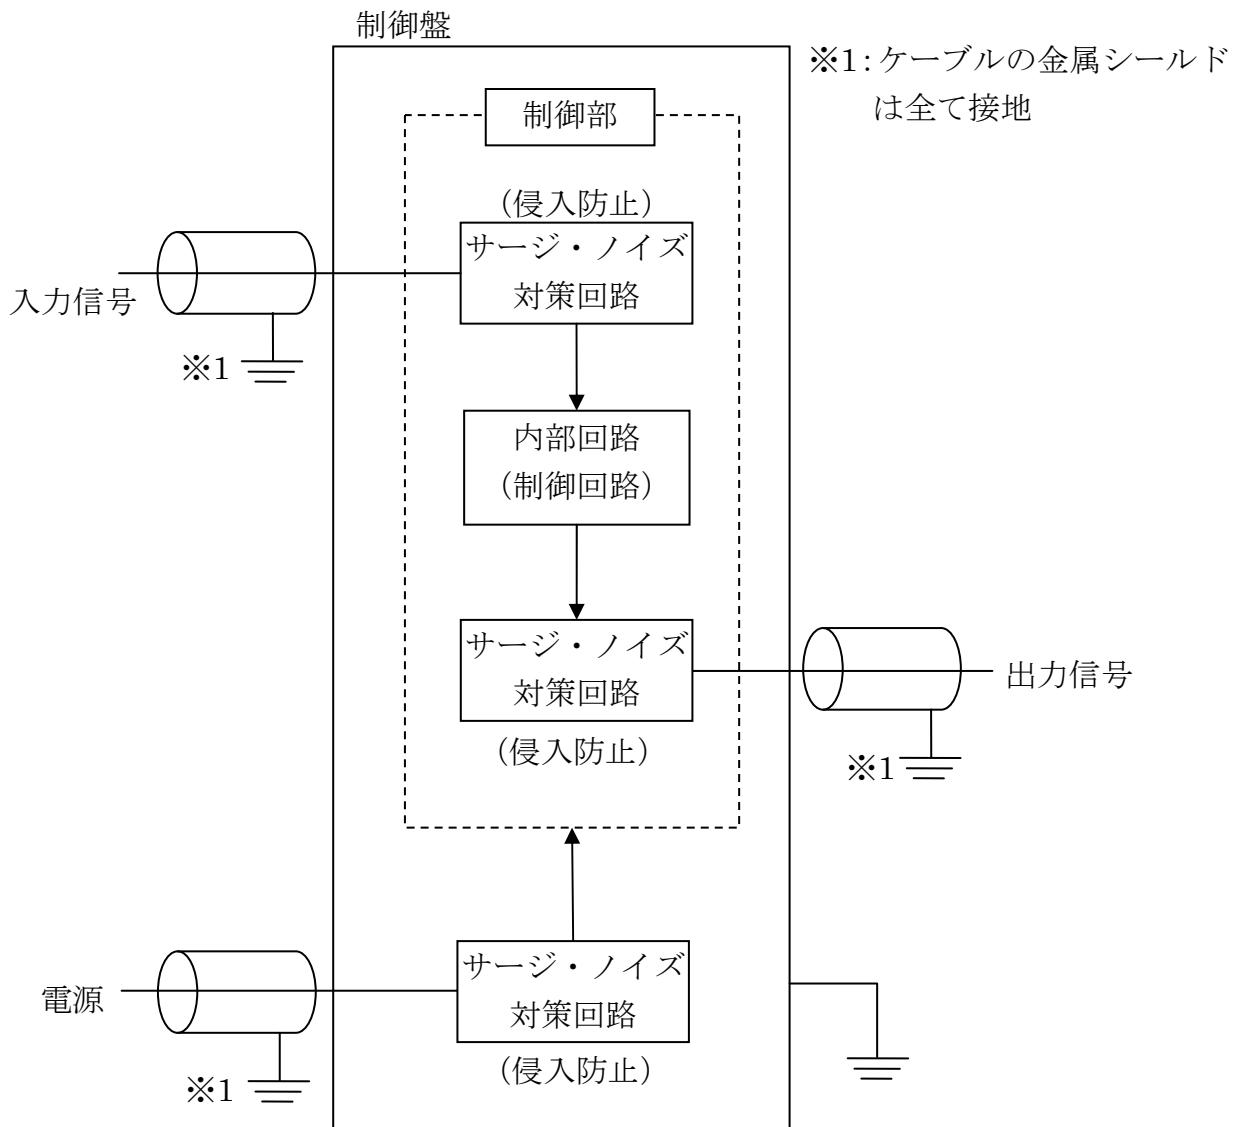 制御盤
※1:ケーブルの金属シールド
は全て接地
制御部
(侵入防止)
サージ・ノイズ
対策回路
入力信号
※1
内部回路
(制御回路)
サージ・ノイズ
対策回路
(侵入防止)
出力信号
※1
サージ・ノイズ
対策回路
(侵入防止)
電源
※1